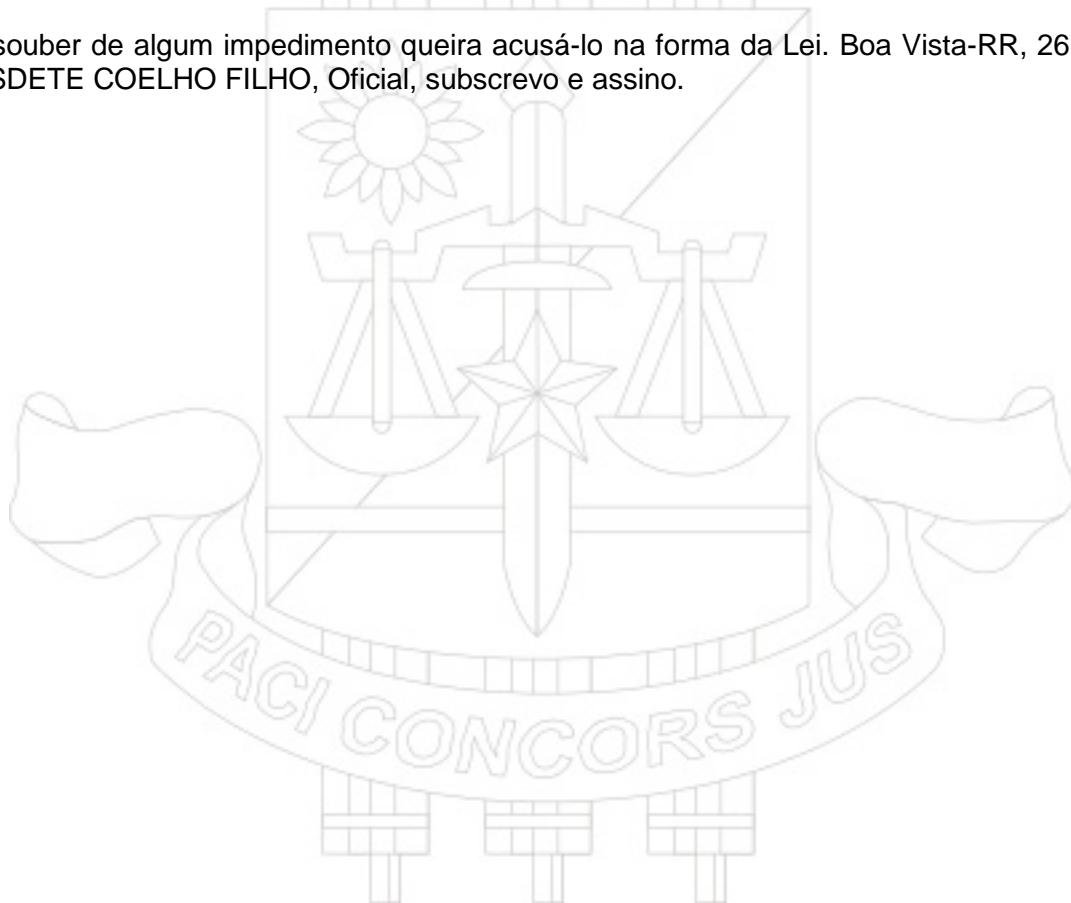 souber de algum impedimento queira acusá-lo na forma da Lei. Boa Vista-RR, 26
SDETE COELHO FILHO, Oficial, subscrevo e assino.
PACI CONCORS JUS